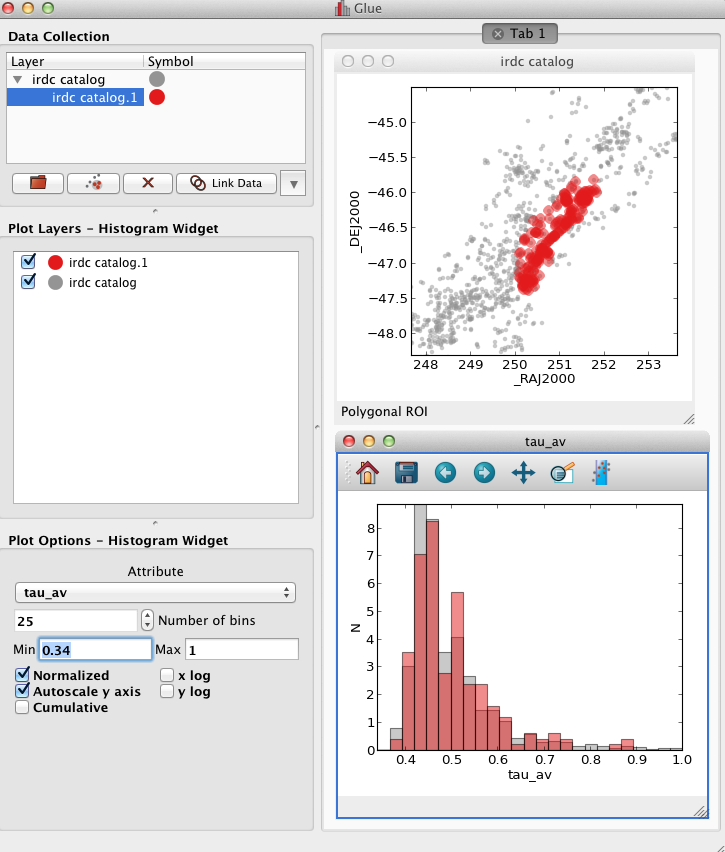 Glue
Data Collection
Layer Symbol
irdc catalog
irdc catalog.1
Link Data
Plot Layers - Histogram Widget
irdc catalog.1
irdc catalog
Plot Options - Histogram Widget
Attribute
tau_av
25 Number of bins
Min 0.34 Max 1
Normalized x log
Autoscale y axis y log
Cumulative
Tab 1
irdc catalog
−45.0
−45.5
−46.0
−46.5
−47.0
−47.5
−48.0
_DEJ2000
248 249 250 251 252 253
_RAJ2000
Polygonal ROI
tau_av
8
7
6
5
4
3
2
1
0
N
0.4 0.5 0.6 0.7 0.8 0.9 1.0
tau_av